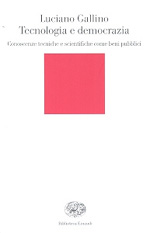 Luciano Gallino
Tecnologia e democrazia
Conoscenze tecniche e scientifiche come beni pubblici
Biblioteca Einaudi